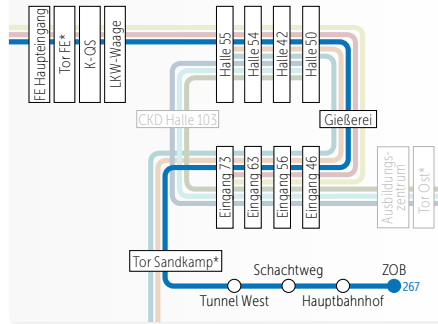 FE Haupteingang
Tor FE*
K-QS
LKW-Waage
Halle 55
Halle 54
Halle 42
Halle 50
CKD Halle 103
Gießerei
Eingang 73
Eingang 63
Eingang 56
Eingang 46
Ausbildungs-
zentrum*
Tor Ost*
Tor Sandkamp*
Schachtweg
ZOB
267
Tunnel West
Hauptbahnhof